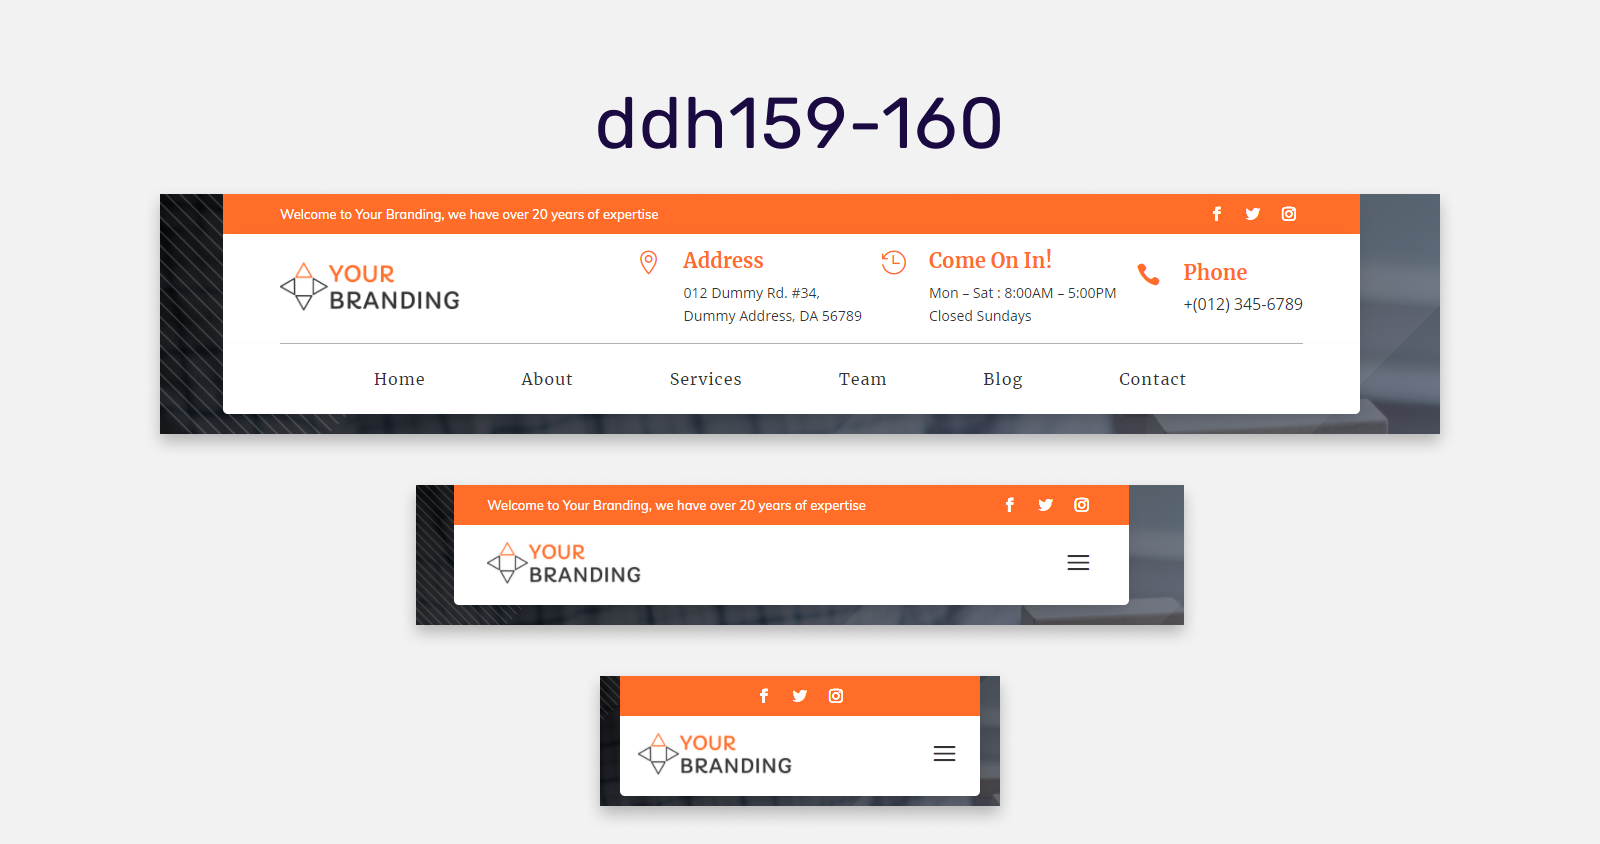 ddh159-160
Welcome to Your Branding, we have over 20 years of expertise
YOUR
BRANDING
Address
012 Dummy Rd. #34,
Dummy Address, DA 56789
Come On In!
Mon – Sat : 8:00AM – 5:00PM
Closed Sundays
Phone
+(012) 345-6789
Home About Services Team Blog Contact
Welcome to Your Branding, we have over 20 years of expertise
YOUR
BRANDING
YOUR
BRANDING